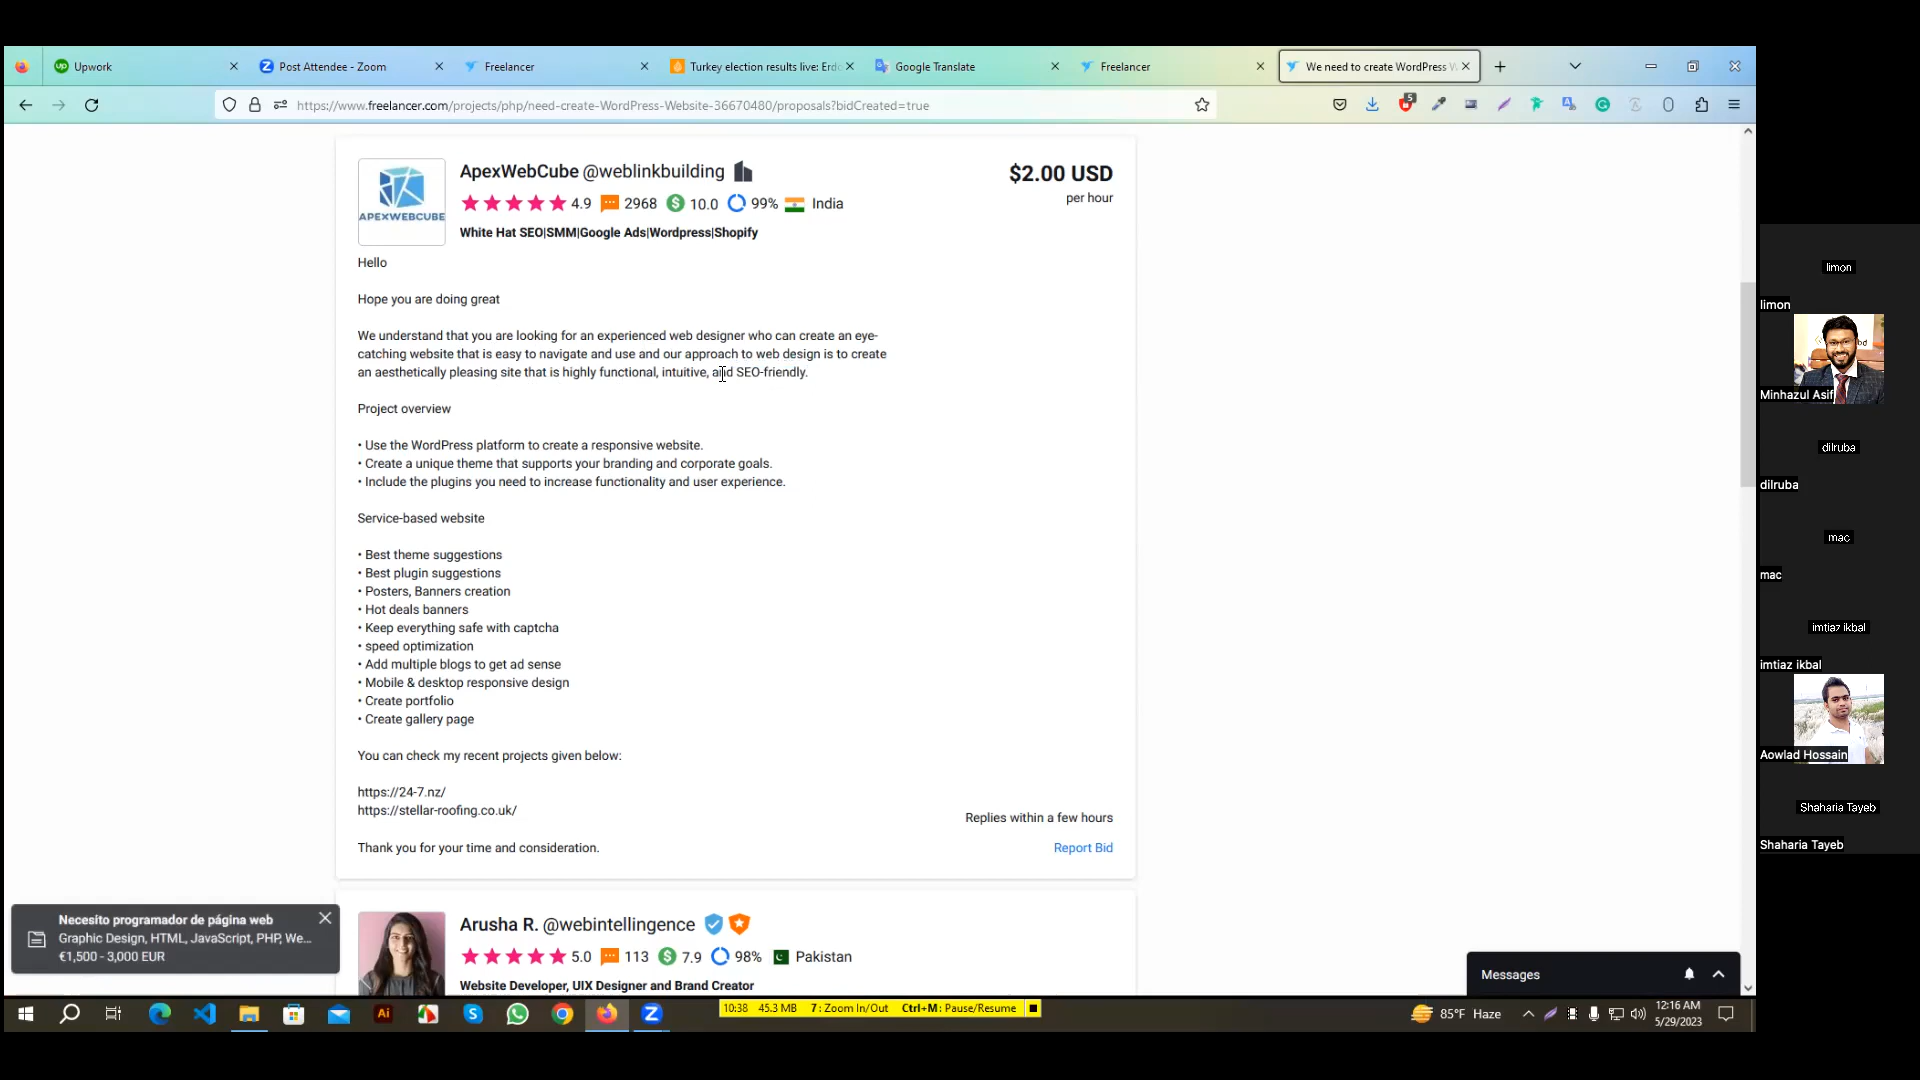 Upwork
Post Attendee - Zoom
Freelancer
Turkey election results live: Erd
Google Translate
Freelancer
We need to create WordPress W
https://www.freelancer.com/projects/php/need-create-WordPress-Website-36670480/proposals?bidCreated=true
5
APEXWEBCUBE
ApexWebCube @weblinkbuilding
$2.00 USD
per hour
4.9 2968 10.0 99% India
White Hat SEO|SMM|Google Ads|Wordpress|Shopify
Hello
Hope you are doing great
We understand that you are looking for an experienced web designer who can create an eye-
catching website that is easy to navigate and use and our approach to web design is to create
an aesthetically pleasing site that is highly functional, intuitive, and SEO-friendly.
Project overview
• Use the WordPress platform to create a responsive website.
• Create a unique theme that supports your branding and corporate goals.
• Include the plugins you need to increase functionality and user experience.
Service-based website
• Best theme suggestions
• Best plugin suggestions
• Posters, Banners creation
• Hot deals banners
• Keep everything safe with captcha
• speed optimization
• Add multiple blogs to get ad sense
• Mobile & desktop responsive design
• Create portfolio
• Create gallery page
You can check my recent projects given below:
https://24-7.nz/
https://stellar-roofing.co.uk/
Replies within a few hours
Thank you for your time and consideration.
Report Bid
Arusha R. @webintellingence
5.0 113 7.9 98% Pakistan
Website Developer, UIX Designer and Brand Creator
Necesito programador de página web
Graphic Design, HTML, JavaScript, PHP, We...
€1,500 - 3,000 EUR
Messages
10:38 45.3 MB 7 : Zoom In/Out Ctrl+M : Pause/Resume
85°F Haze
12:16 AM
5/29/2023
limon
limon
Minhazul Asif
dilruba
dilruba
mac
mac
imtiaz ikbal
imtiaz ikbal
Aowlad Hossain
Shaharia Tayeb
Shaharia Tayeb